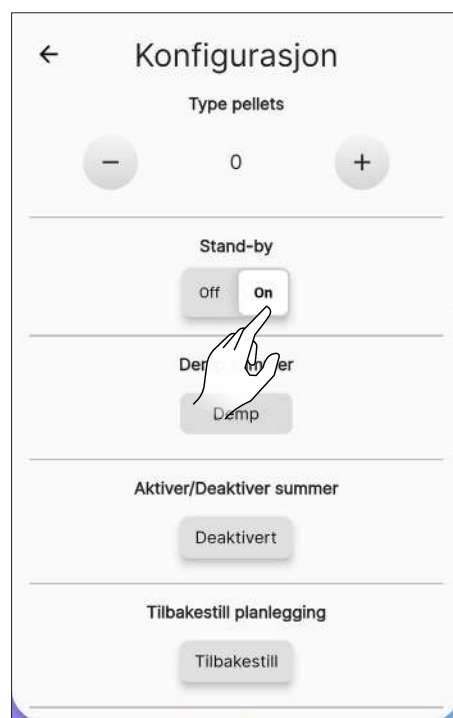 Konfigurasjon
Type pellets
0
Stand-by
Off On
Demp
Aktiver/Deaktiver summer
Deaktivert
Tilbakestill planlegging
Tilbakestill